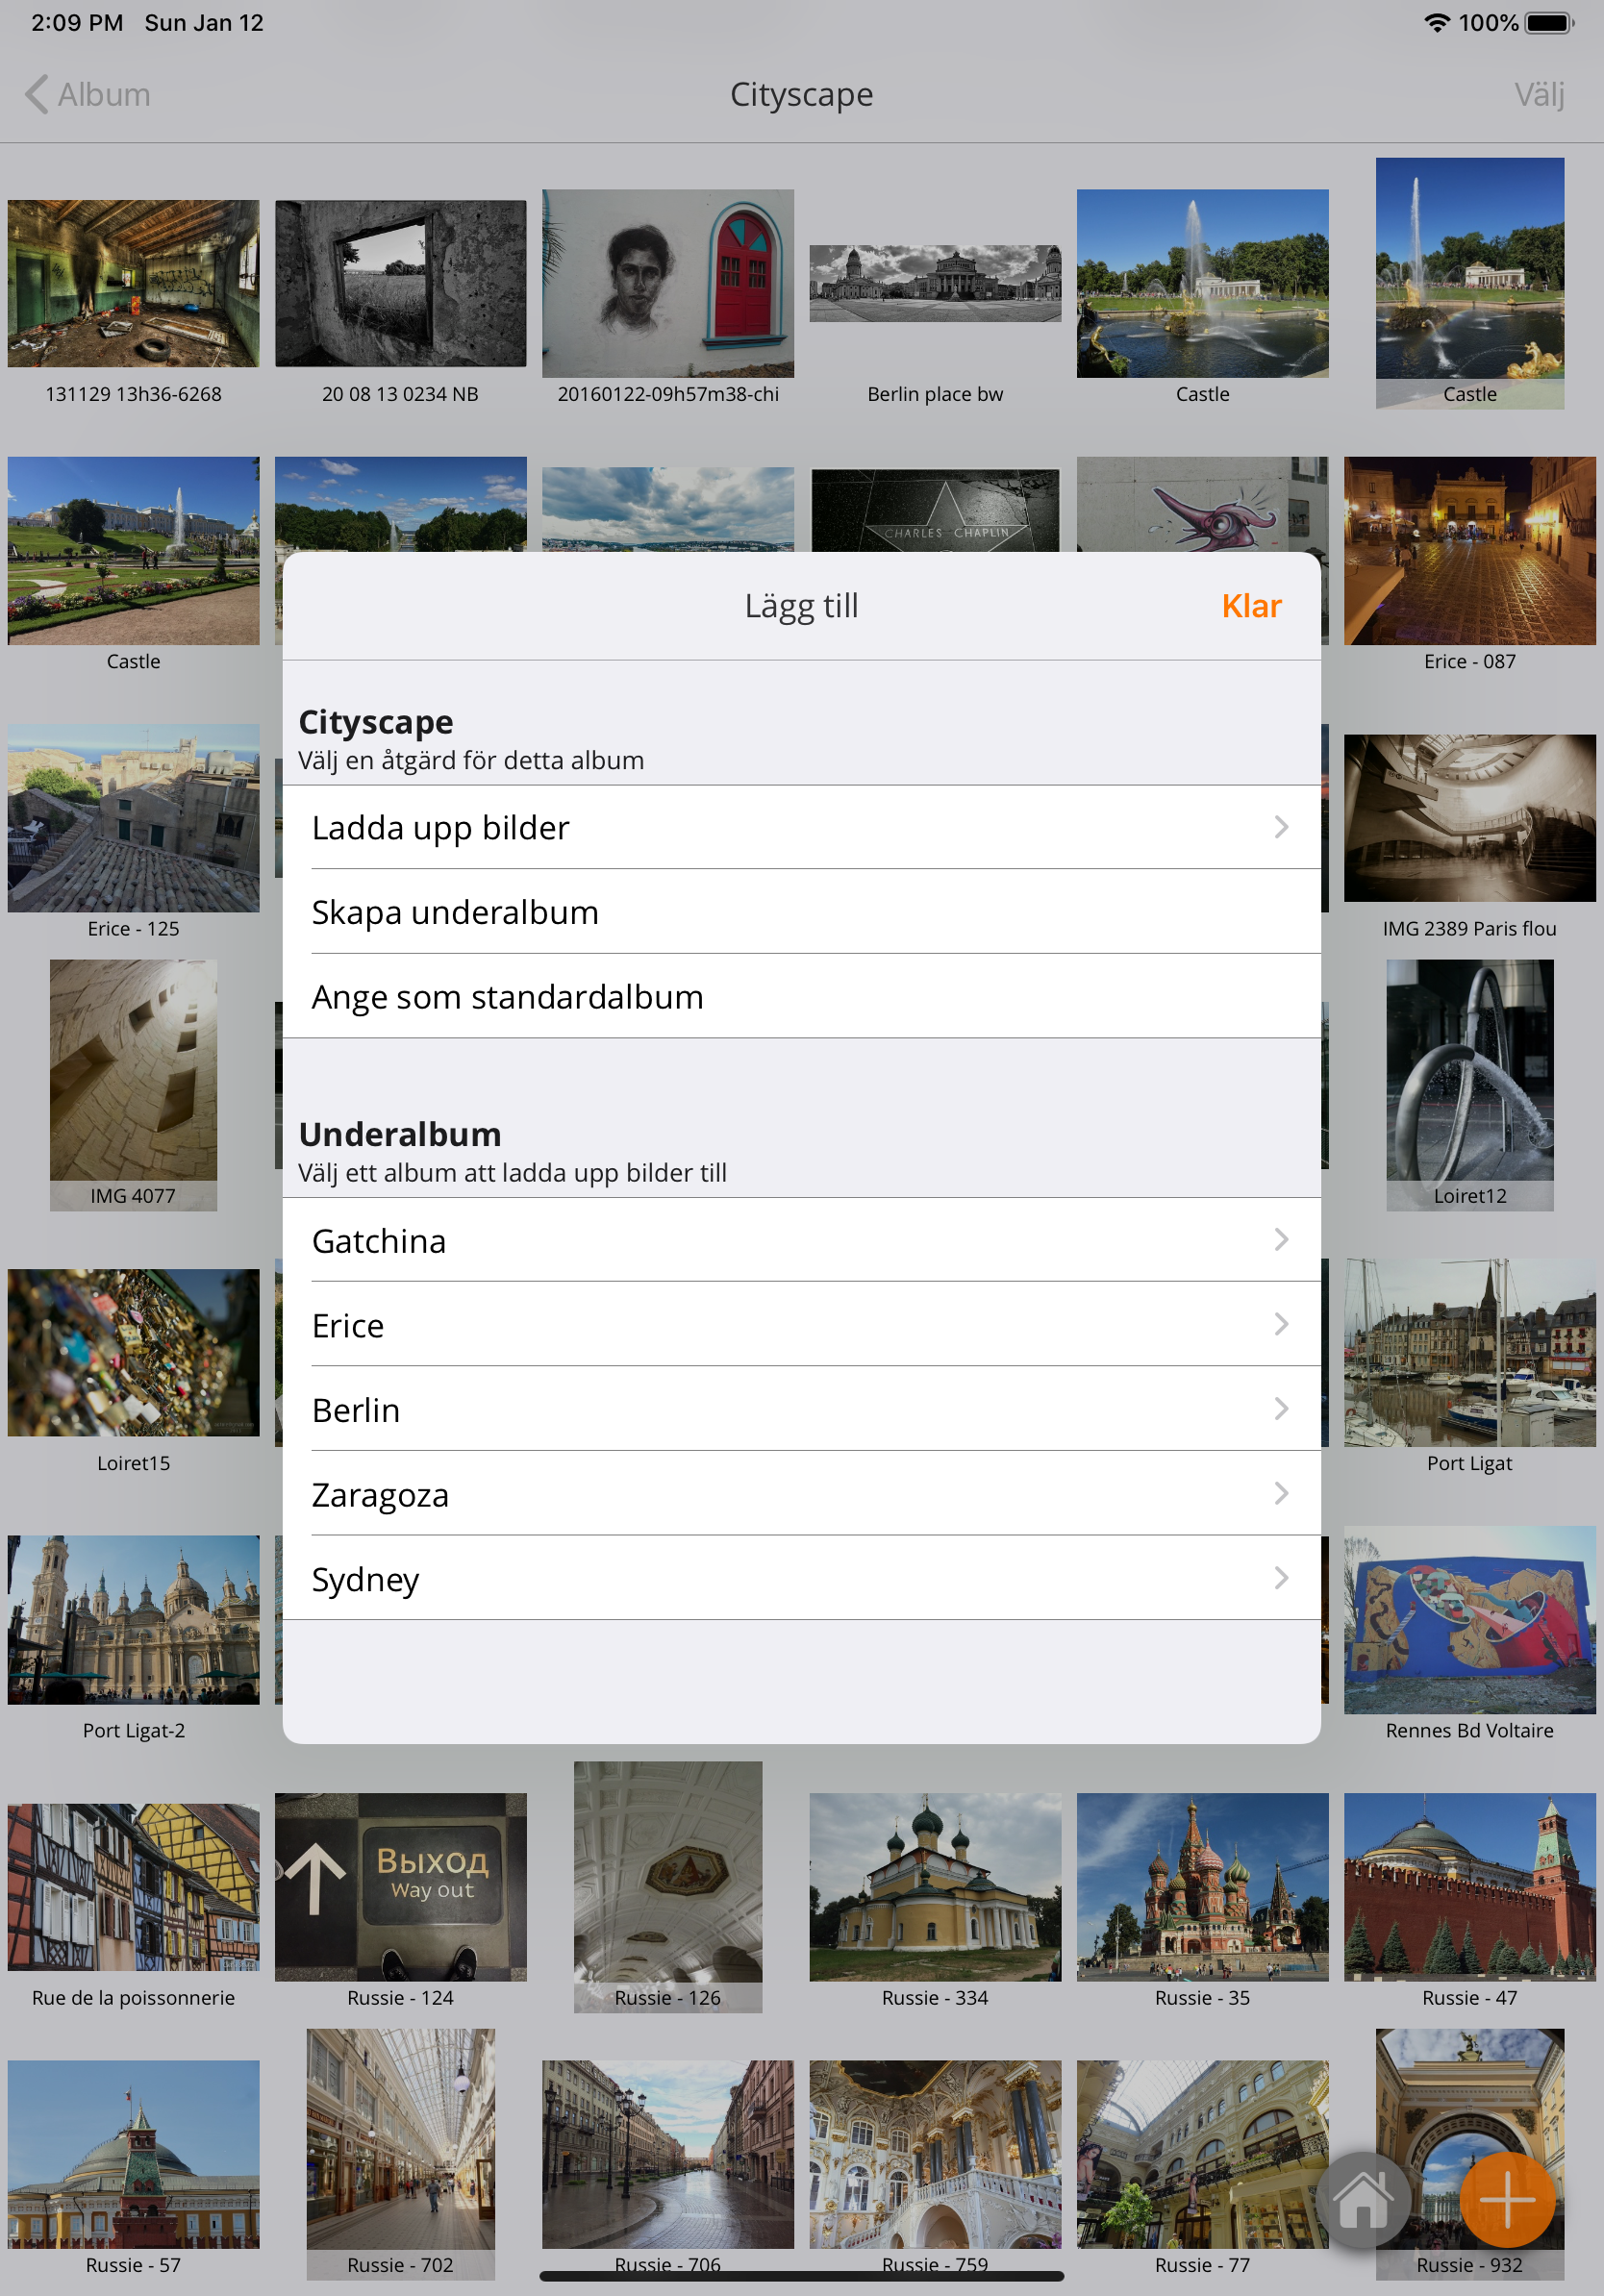 2:09 PM Sun Jan 12
100%
Album
Cityscape
Välj
131129 13h36-6268
20 08 13 0234 NB
20160122-09h57m38-chi
Berlin place bw
Castle
Castle
CHARLES CHAPLIN
Castle
Erice - 087
Lägg till
Klar
Cityscape
Välj en åtgärd för detta album
Ladda upp bilder
Skapa underalbum
Ange som standardalbum
Underalbum
Välj ett album att ladda upp bilder till
Gatchina
Erice
Berlin
Zaragoza
Sydney
Erice - 125
IMG 2389 Paris flou
IMG 4077
Loiret12
Loiret15
Port Ligat
Port Ligat-2
Rennes Bd Voltaire
Выход
Way out
Rue de la poissonnerie
Russie - 124
Russie - 126
Russie - 334
Russie - 35
Russie - 47
Russie - 57
Russie - 702
Russie - 706
Russie - 759
Russie - 77
Russie - 932